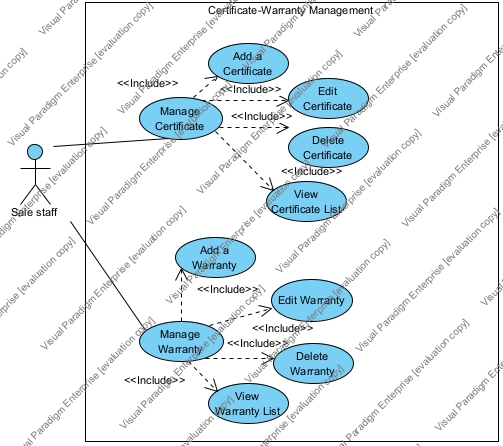 Certificate-Warranty Management
Add a
Certificate
<<Include>>
<<Include>>
Edit
Certificate
Manage
Certificate
<<Include>>
Delete
Certificate
<<Include>>
View
Certificate List
Sale staff
Add a
Warranty
<<Include>>
Edit Warranty
<<Include>>
Manage
Warranty
<<Include>>
Delete
Warranty
<<Include>>
View
Warranty List
Visual Paradigm Enterprise [evaluation copy]